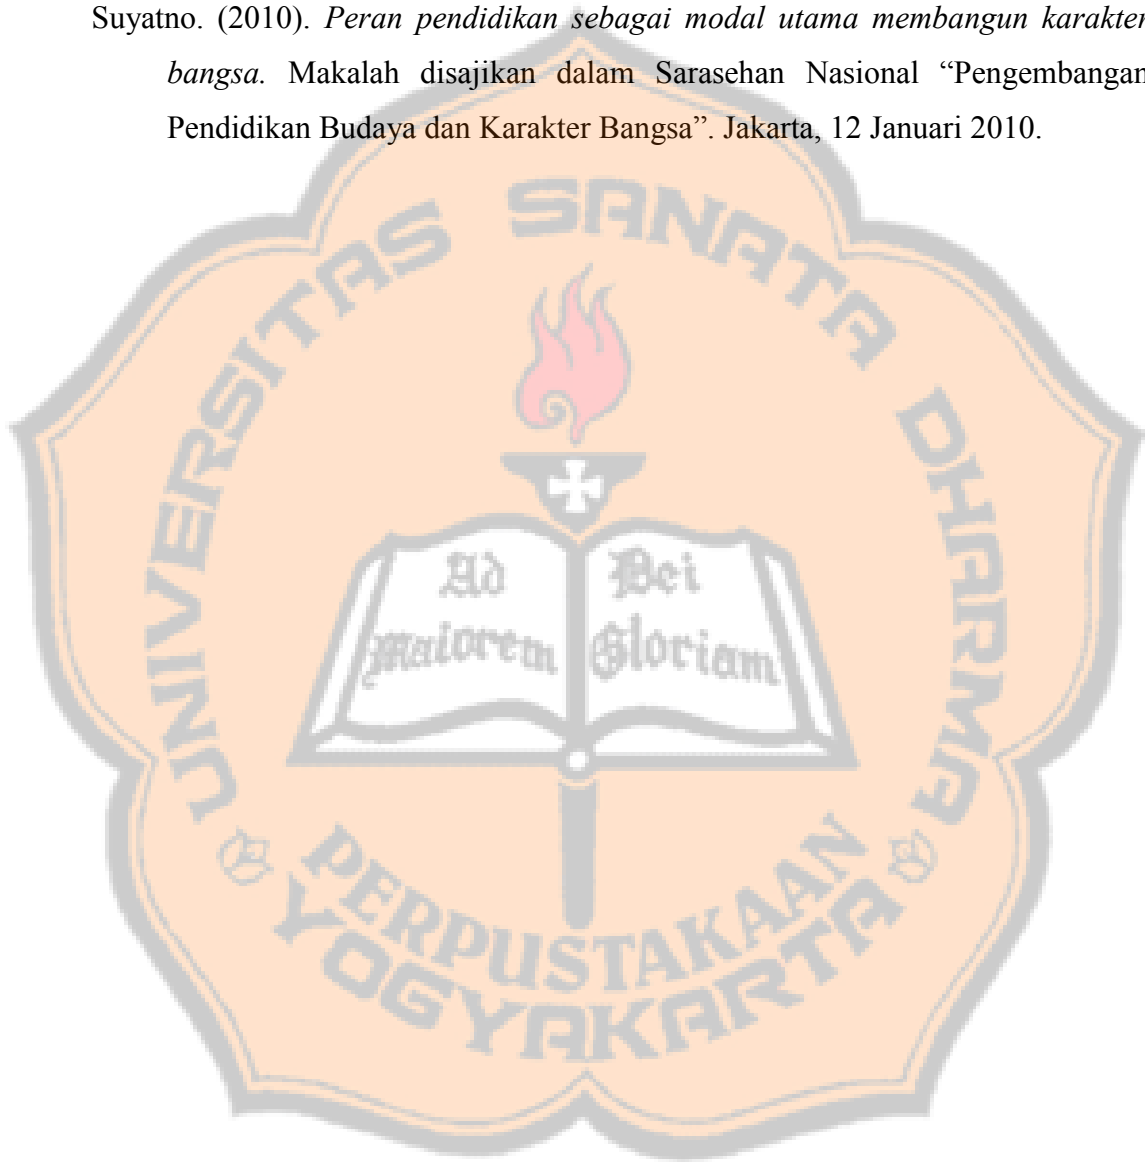 Suyatno. (2010). Peran pendidikan sebagai modal utama membangun karakter
bangsa. Makalah disajikan dalam Sarasehan Nasional “Pengembangan
Pendidikan Budaya dan Karakter Bangsa”. Jakarta, 12 Januari 2010.
UNIVERSITAS SANATA DHARMA
Ad Dei
Maiorem Gloriam
PERPUSTAKAAN
YOGYAKARTA